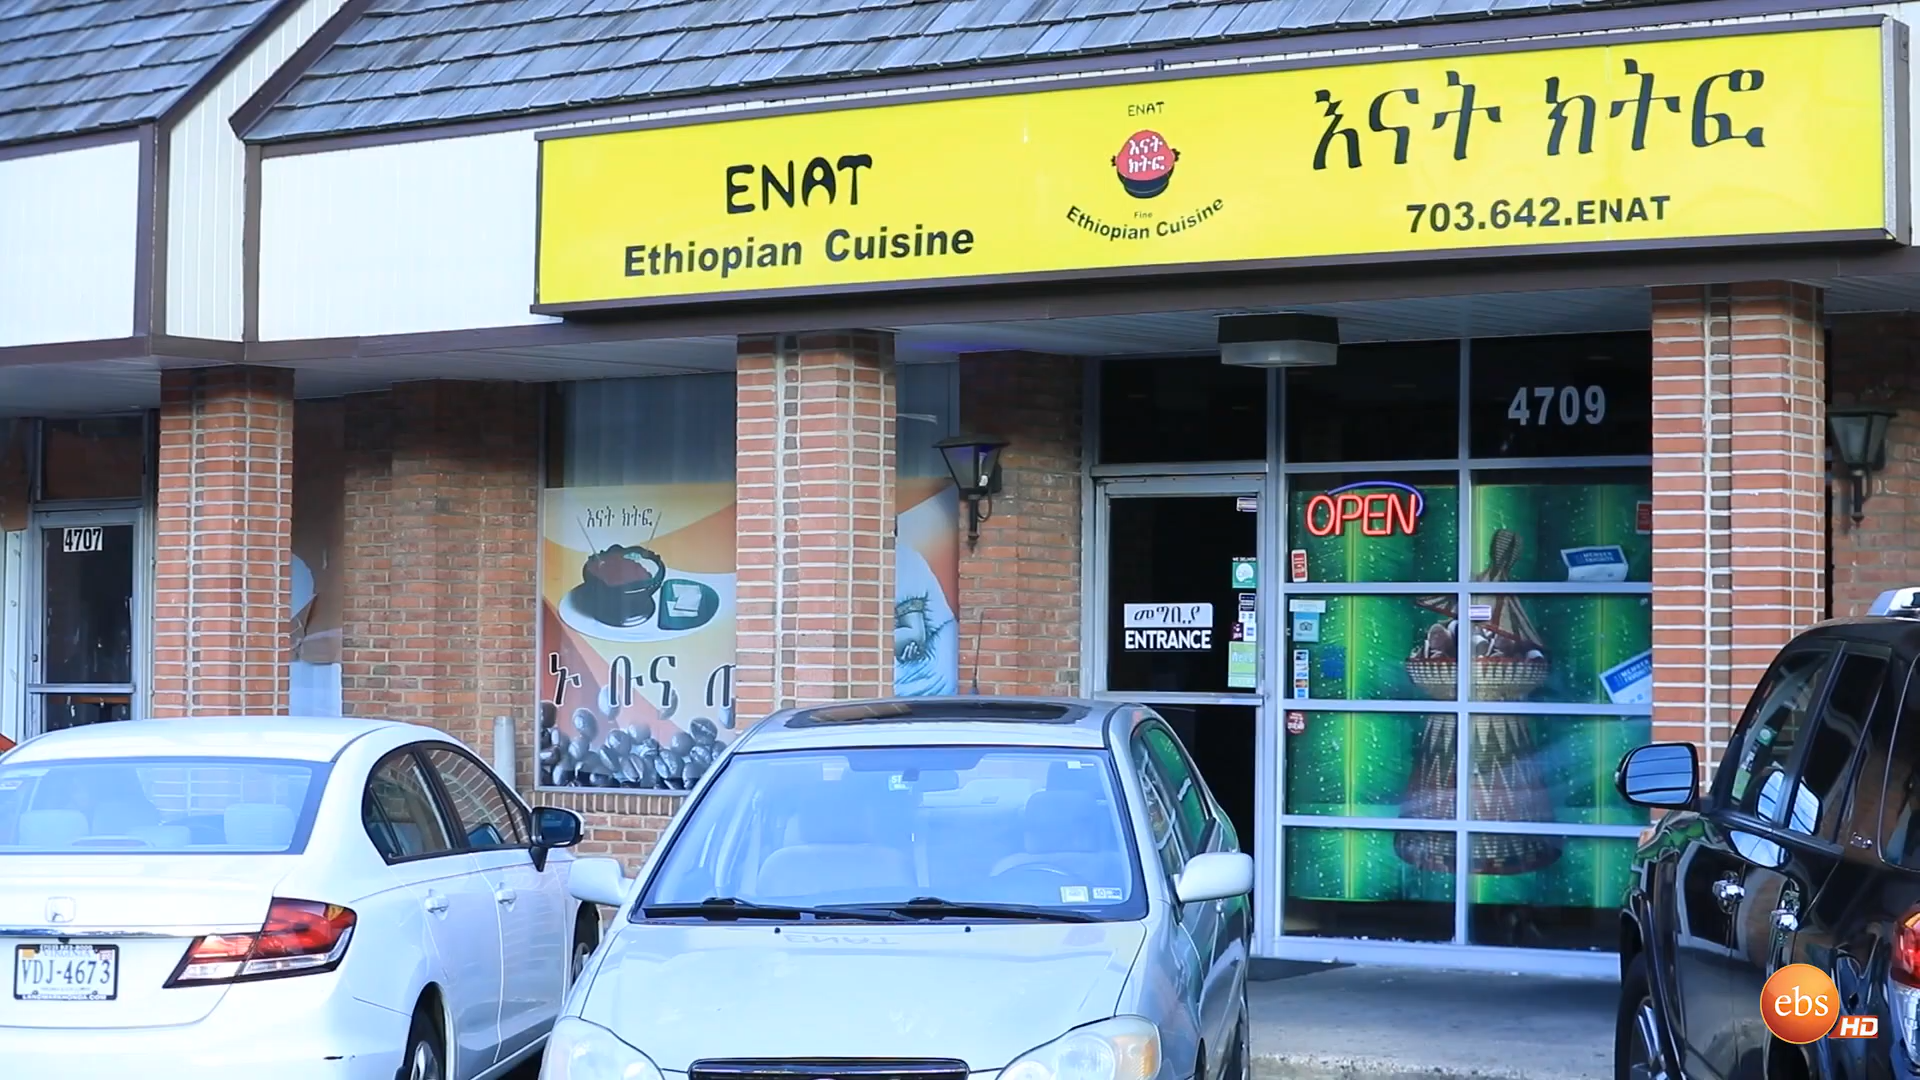 ENAT
Ethiopian Cuisine
ENAT
እናት
ክትፎ
Fine
Ethiopian Cuisine
እናት ክትፎ
703.642.ENAT
4709
4707
OPEN
እናት ክትፎ
ኑ ቡና ጠ
መግቢያ
ENTRANCE
VIRGINIA
VDJ-4673
ebs
HD